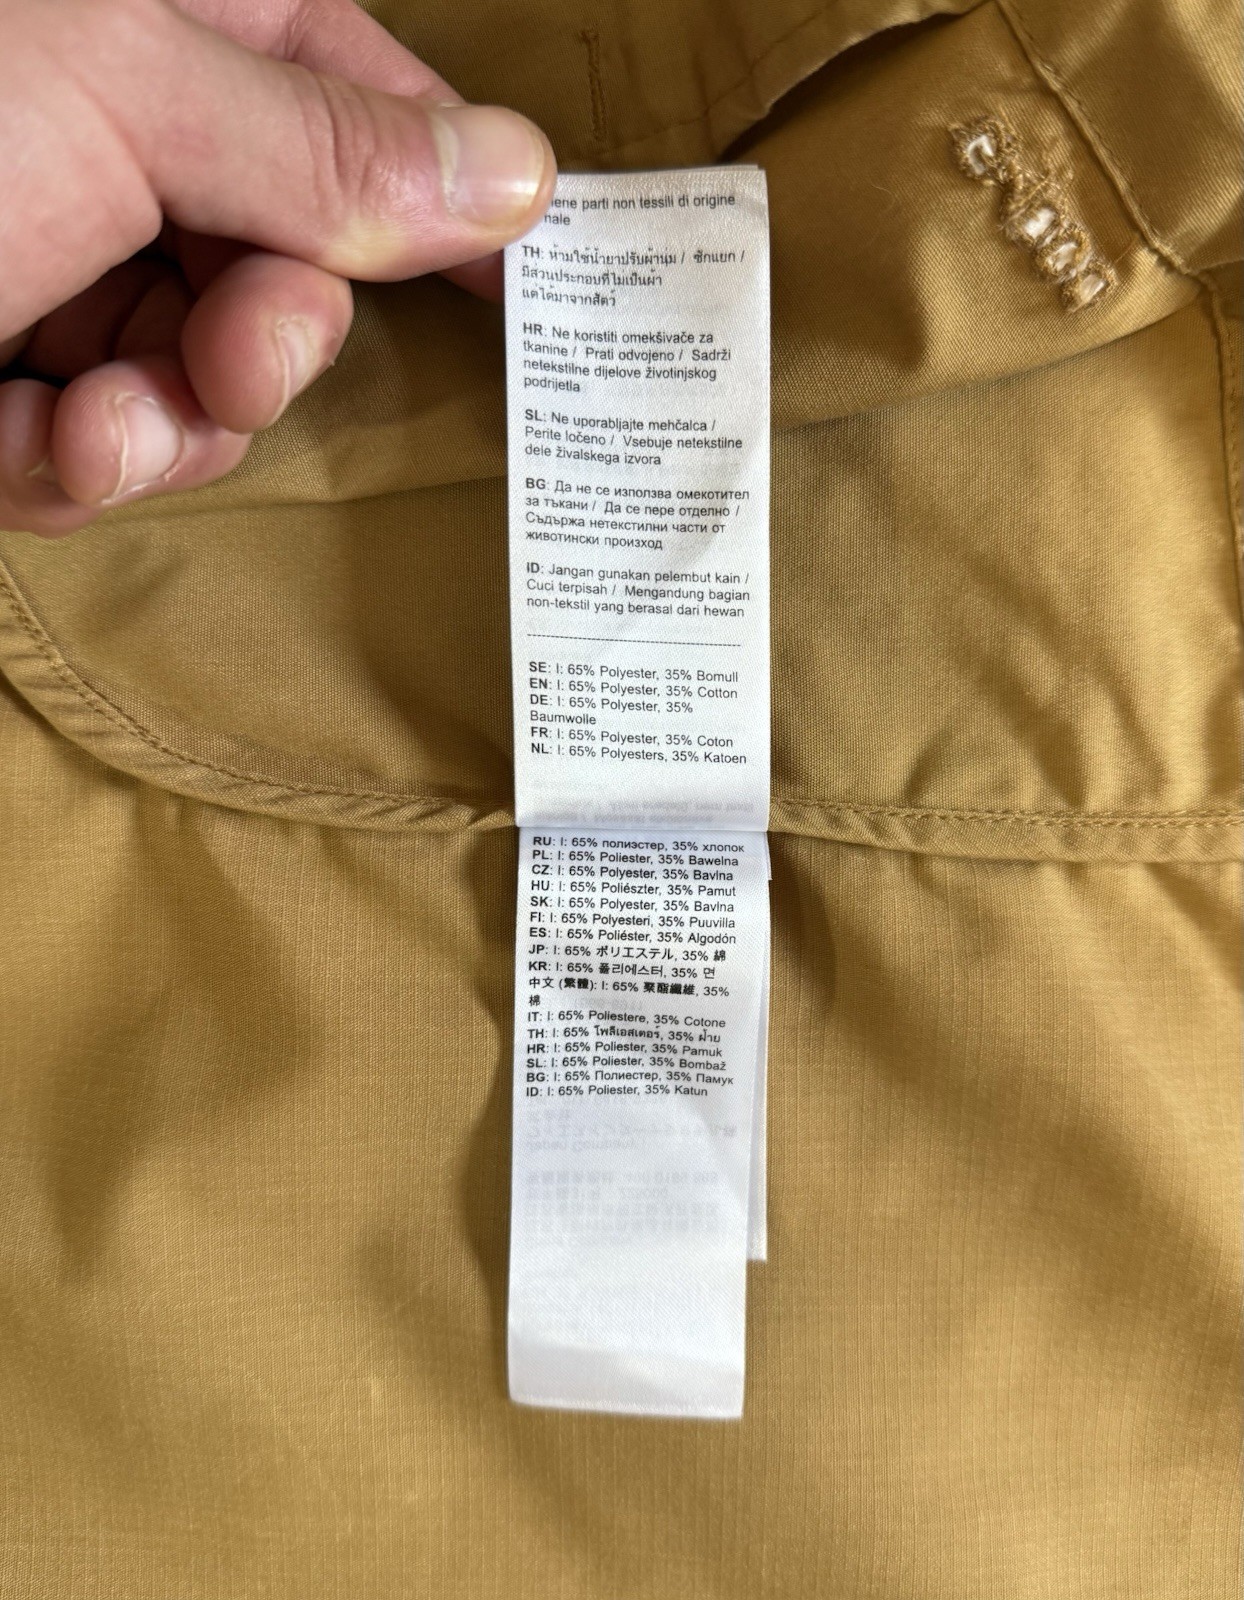 iene parti non tessili di origine
nale
TH: ห้ามใช้น้ำยาปรับผ้านุ่ม / ซักแยก /
มีส่วนประกอบที่ไม่เป็นผ้า
แต่ได้มาจากสัตว์
HR: Ne koristiti omekšivače za
tkanine / Prati odvojeno / Sadrži
netekstilne dijelove životinjskog
podrijetla
SL: Ne uporabljajte mehčalca /
Perite ločeno / Vsebuje netekstilne
dele živalskega izvora
BG: Да не се използва омекотител
за тъкани / Да се пере отделно /
Съдържа нетекстилни части от
животински произход
ID: Jangan gunakan pelembut kain /
Cuci terpisah / Mengandung bagian
non-tekstil yang berasal dari hewan
SE: I: 65% Polyester, 35% Bomull
EN: I: 65% Polyester, 35% Cotton
DE: I: 65% Polyester, 35%
Baumwolle
FR: I: 65% Polyester, 35% Coton
NL: I: 65% Polyesters, 35% Katoen
RU: I: 65% полиэстер, 35% хлопок
PL: I: 65% Poliester, 35% Bawełna
CZ: I: 65% Polyester, 35% Bavlna
HU: I: 65% Poliészter, 35% Pamut
SK: I: 65% Polyester, 35% Bavlna
FI: I: 65% Polyesteri, 35% Puuvilla
ES: I: 65% Poliéster, 35% Algodón
JP: I: 65% ポリエステル, 35% 綿
KR: I: 65% 폴리에스터, 35% 면
中文 (繁體): I: 65% 聚酯纖維, 35%
棉
IT: I: 65% Poliestere, 35% Cotone
TH: I: 65% โพลีเอสเตอร์, 35% ฝ้าย
HR: I: 65% Poliester, 35% Pamuk
SL: I: 65% Poliester, 35% Bombaž
BG: I: 65% Полиестер, 35% Памук
ID: I: 65% Poliester, 35% Katun